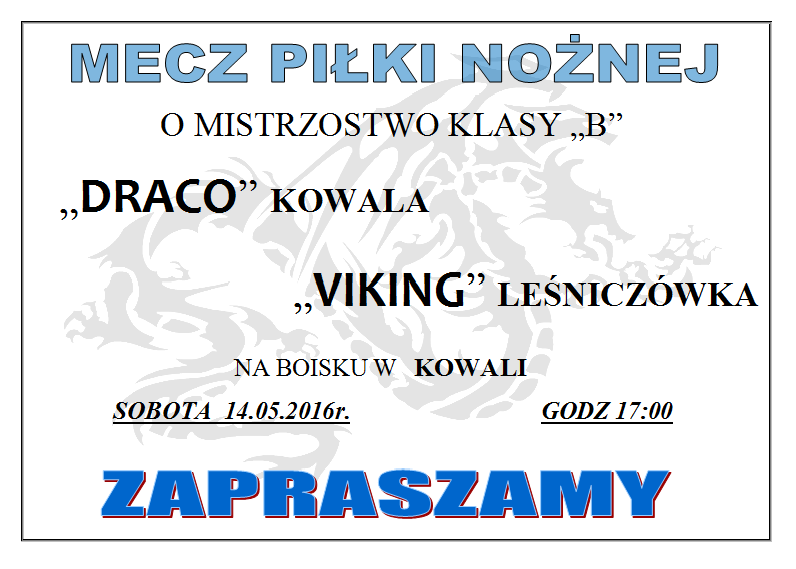 MECZ PIŁKI NOŻNEJ
O MISTRZOSTWO KLASY „B”
„DRACO” KOWALA
„VIKING” LEŚNICZÓWKA
NA BOISKU W KOWALI
SOBOTA 14.05.2016r. GODZ 17:00
ZAPRASZAMY